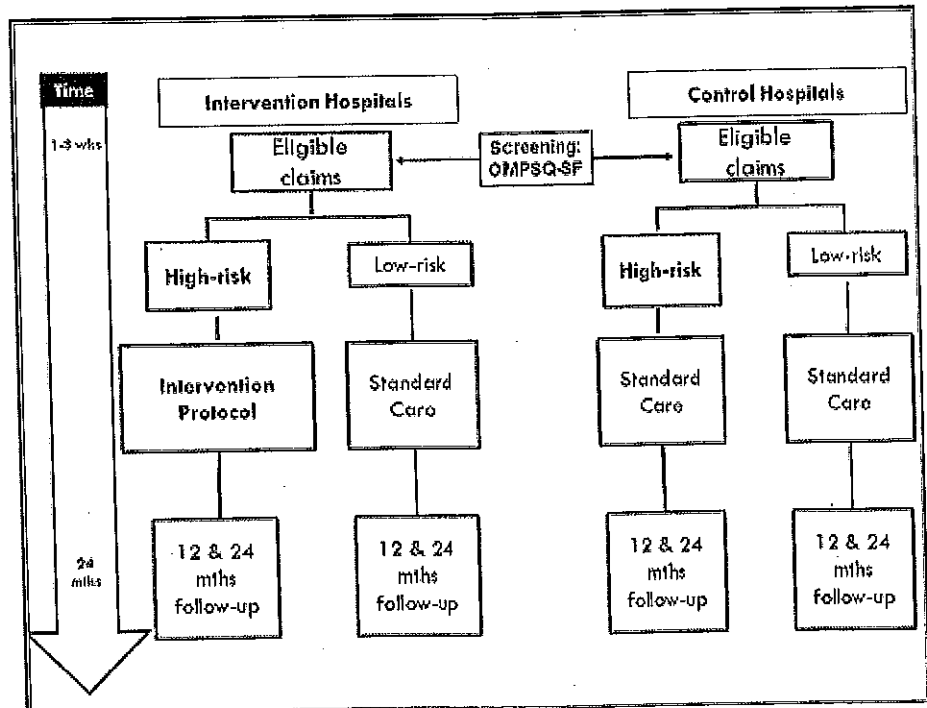 Time
1-3 wks
24
mths
Intervention Hospitals
Eligible
claims
Screening:
OMPSQ-SF
Control Hospitals
Eligible
claims
High-risk
Low-risk
High-risk
Low-risk
Intervention
Protocol
Standard
Care
Standard
Care
Standard
Care
12 & 24
mths
follow-up
12 & 24
mths
follow-up
12 & 24
mths
follow-up
12 & 24
mths
follow-up